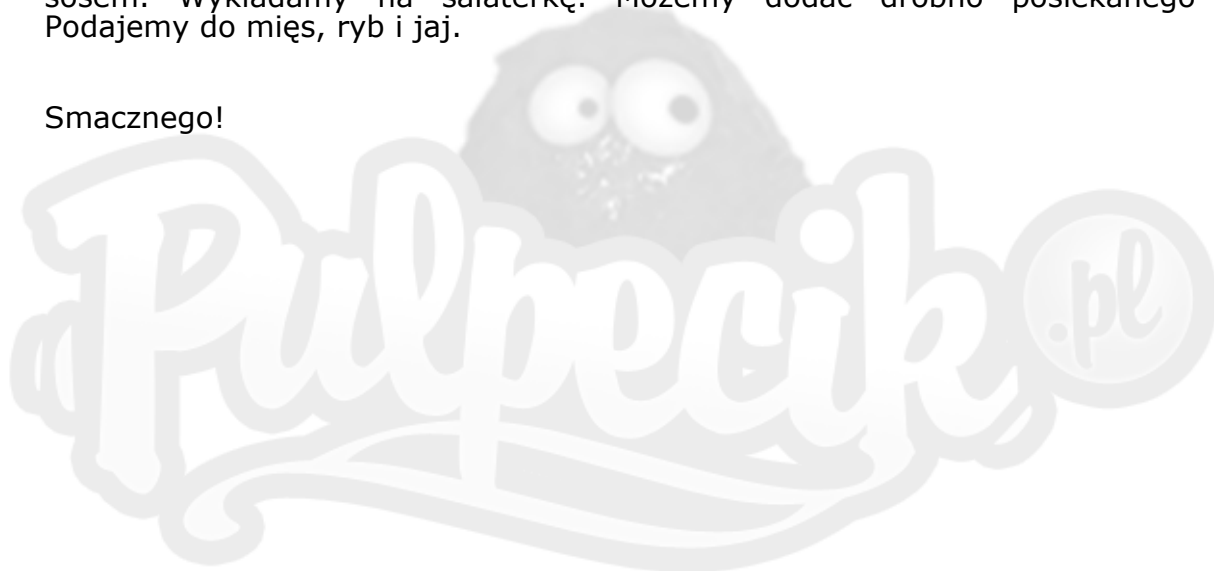 sosem. Wykładamy na salaterkę. Możemy dodać drobno posiekanego
Podajemy do mięs, ryb i jaj.
Smacznego!
Pulpecik.pl